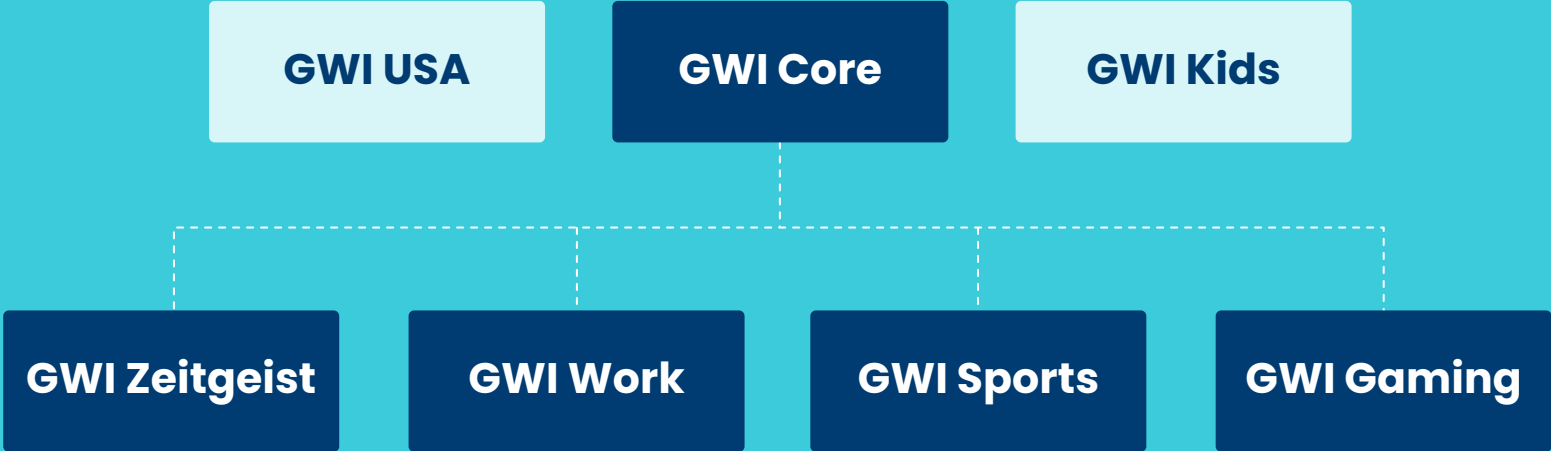 GWI USA
GWI Core
GWI Kids
GWI Zeitgeist
GWI Work
GWI Sports
GWI Gaming